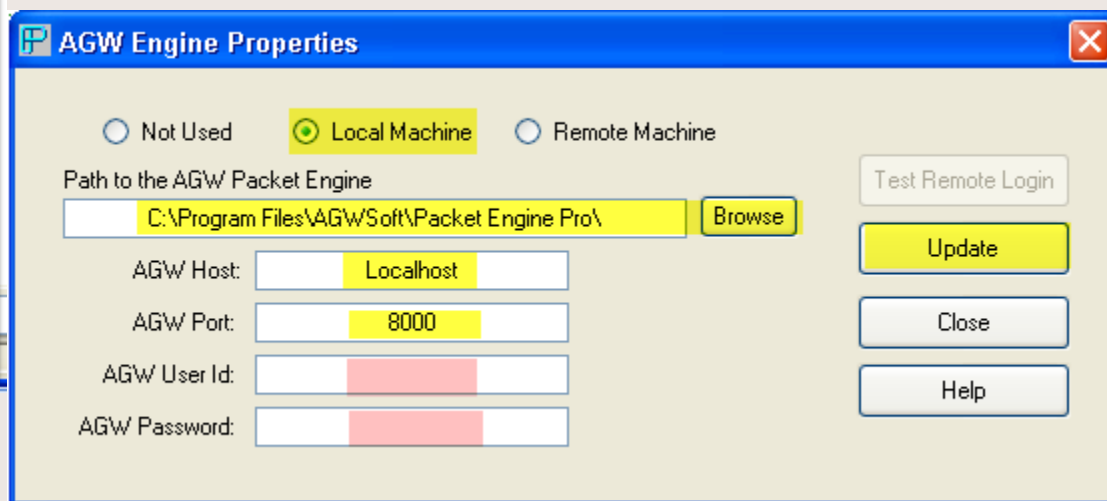 AGW Engine Properties
Not Used Local Machine Remote Machine
Path to the AGW Packet Engine
Test Remote Login
C:\Program Files\AGWSoft\Packet Engine Pro\ Browse
Update
AGW Host: Localhost
AGW Port: 8000
Close
AGW User Id:
Help
AGW Password: